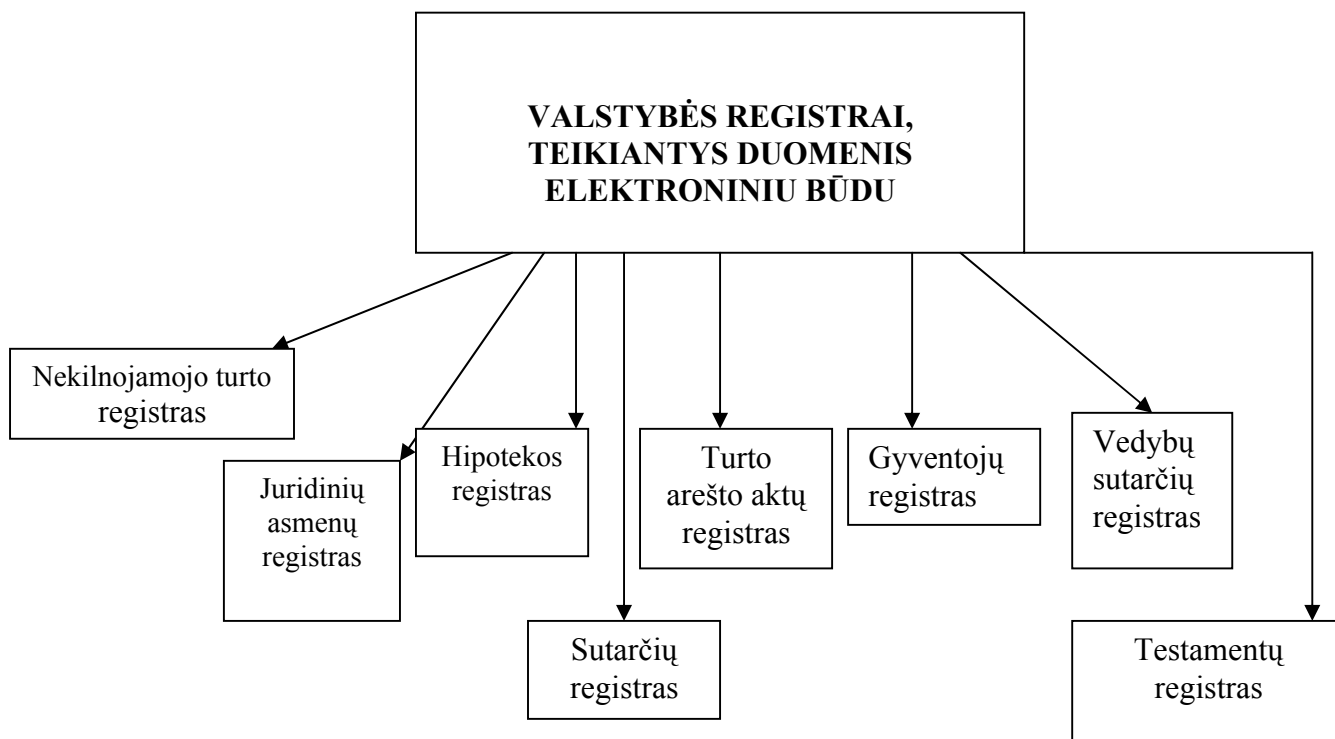 VALSTYBĖS REGISTRAI,
TEIKIANTYS DUOMENIS
ELEKTRONINIU BŪDU
Nekilnojamojo turto
registras
Juridinių
asmenų
registras
Hipotekos
registras
Sutarčių
registras
Turto
arešto aktų
registras
Gyventojų
registras
Vedybų
sutarčių
registras
Testamentų
registras